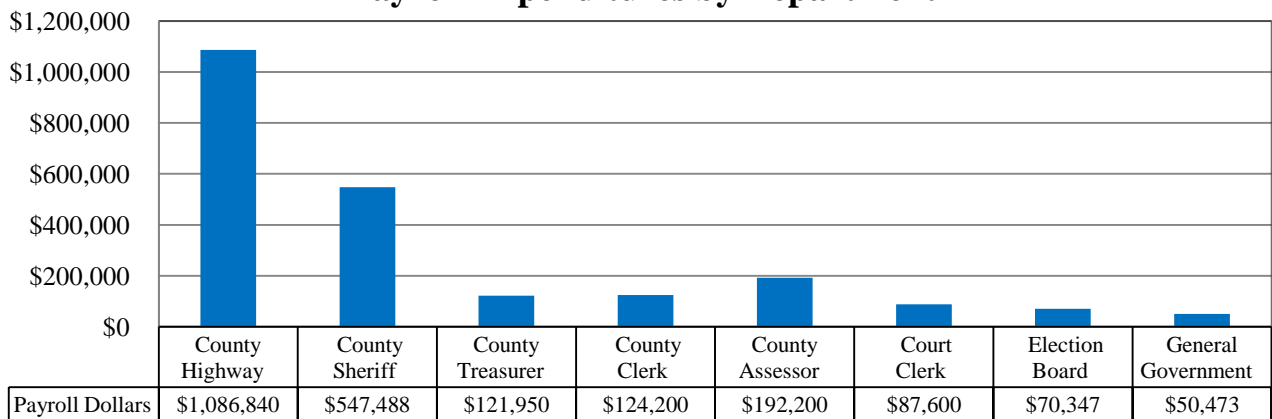 $1,200,000
$1,000,000
$800,000
$600,000
$400,000
$200,000
$0
County Highway
County Sheriff
County Treasurer
County Clerk
County Assessor
Court Clerk
Election Board
General Government
Payroll Dollars $1,086,840 $547,488 $121,950 $124,200 $192,200 $87,600 $70,347 $50,473